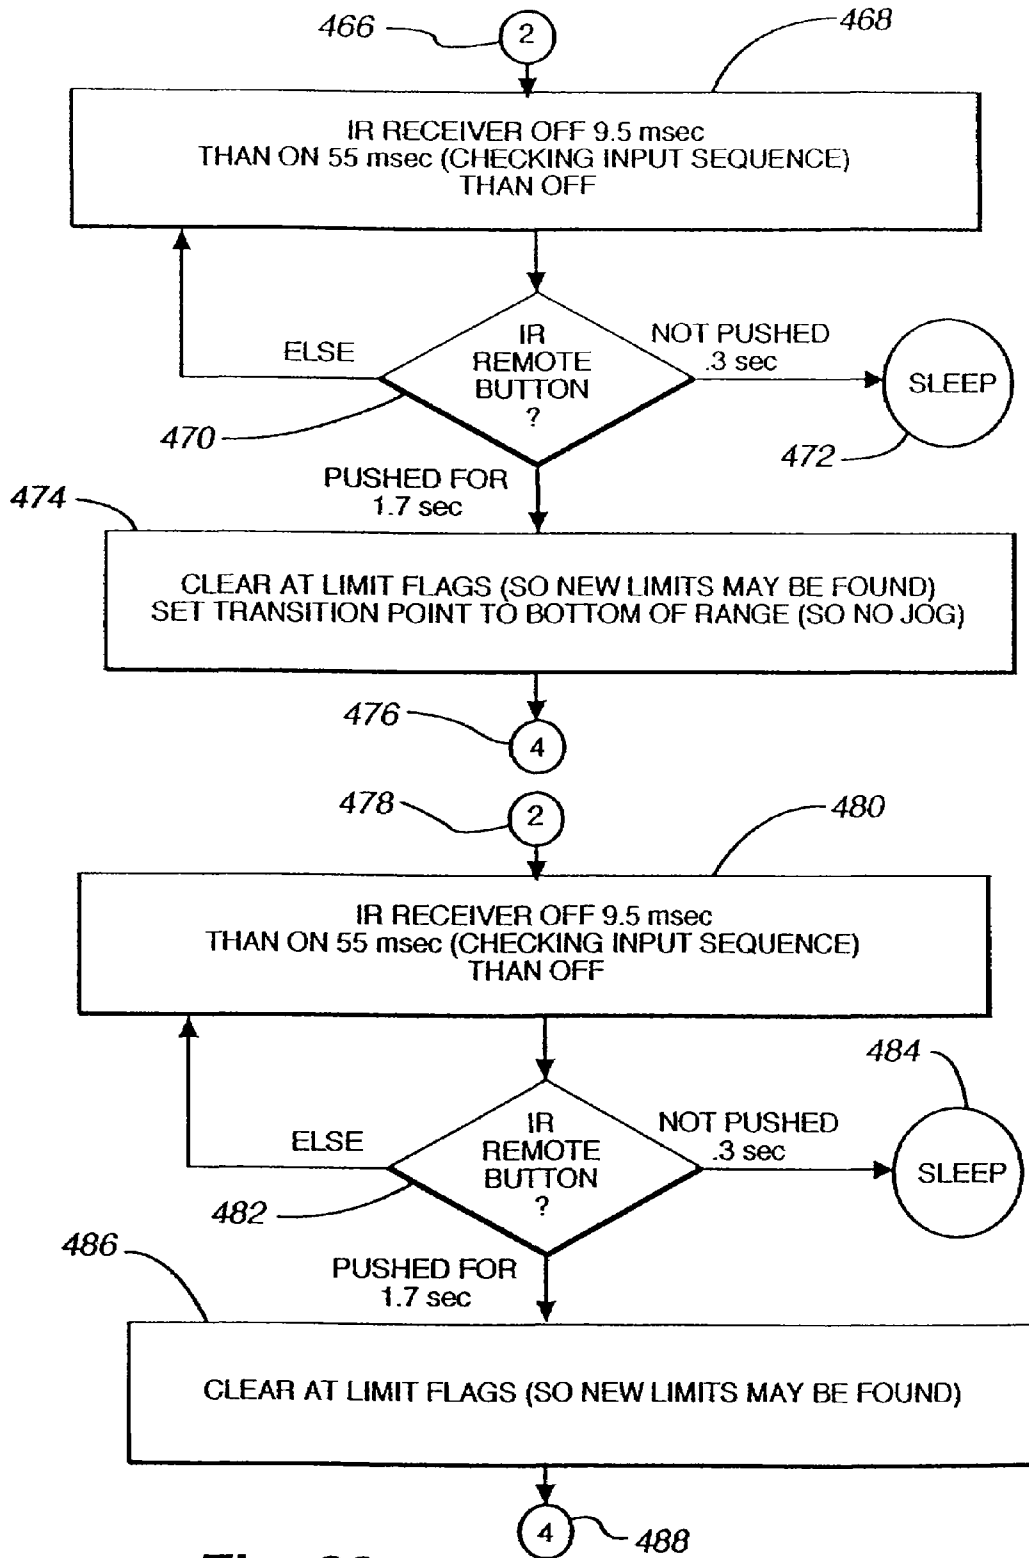 466
2
468
IR RECEIVER OFF 9.5 msec
THAN ON 55 msec (CHECKING INPUT SEQUENCE)
THAN OFF
ELSE
IR
REMOTE
BUTTON
?
NOT PUSHED
.3 sec
SLEEP
470
472
PUSHED FOR
1.7 sec
474
CLEAR AT LIMIT FLAGS (SO NEW LIMITS MAY BE FOUND)
SET TRANSITION POINT TO BOTTOM OF RANGE (SO NO JOG)
476
4
478
2
480
IR RECEIVER OFF 9.5 msec
THAN ON 55 msec (CHECKING INPUT SEQUENCE)
THAN OFF
484
ELSE
IR
REMOTE
BUTTON
?
NOT PUSHED
.3 sec
SLEEP
482
486
PUSHED FOR
1.7 sec
CLEAR AT LIMIT FLAGS (SO NEW LIMITS MAY BE FOUND)
4
488